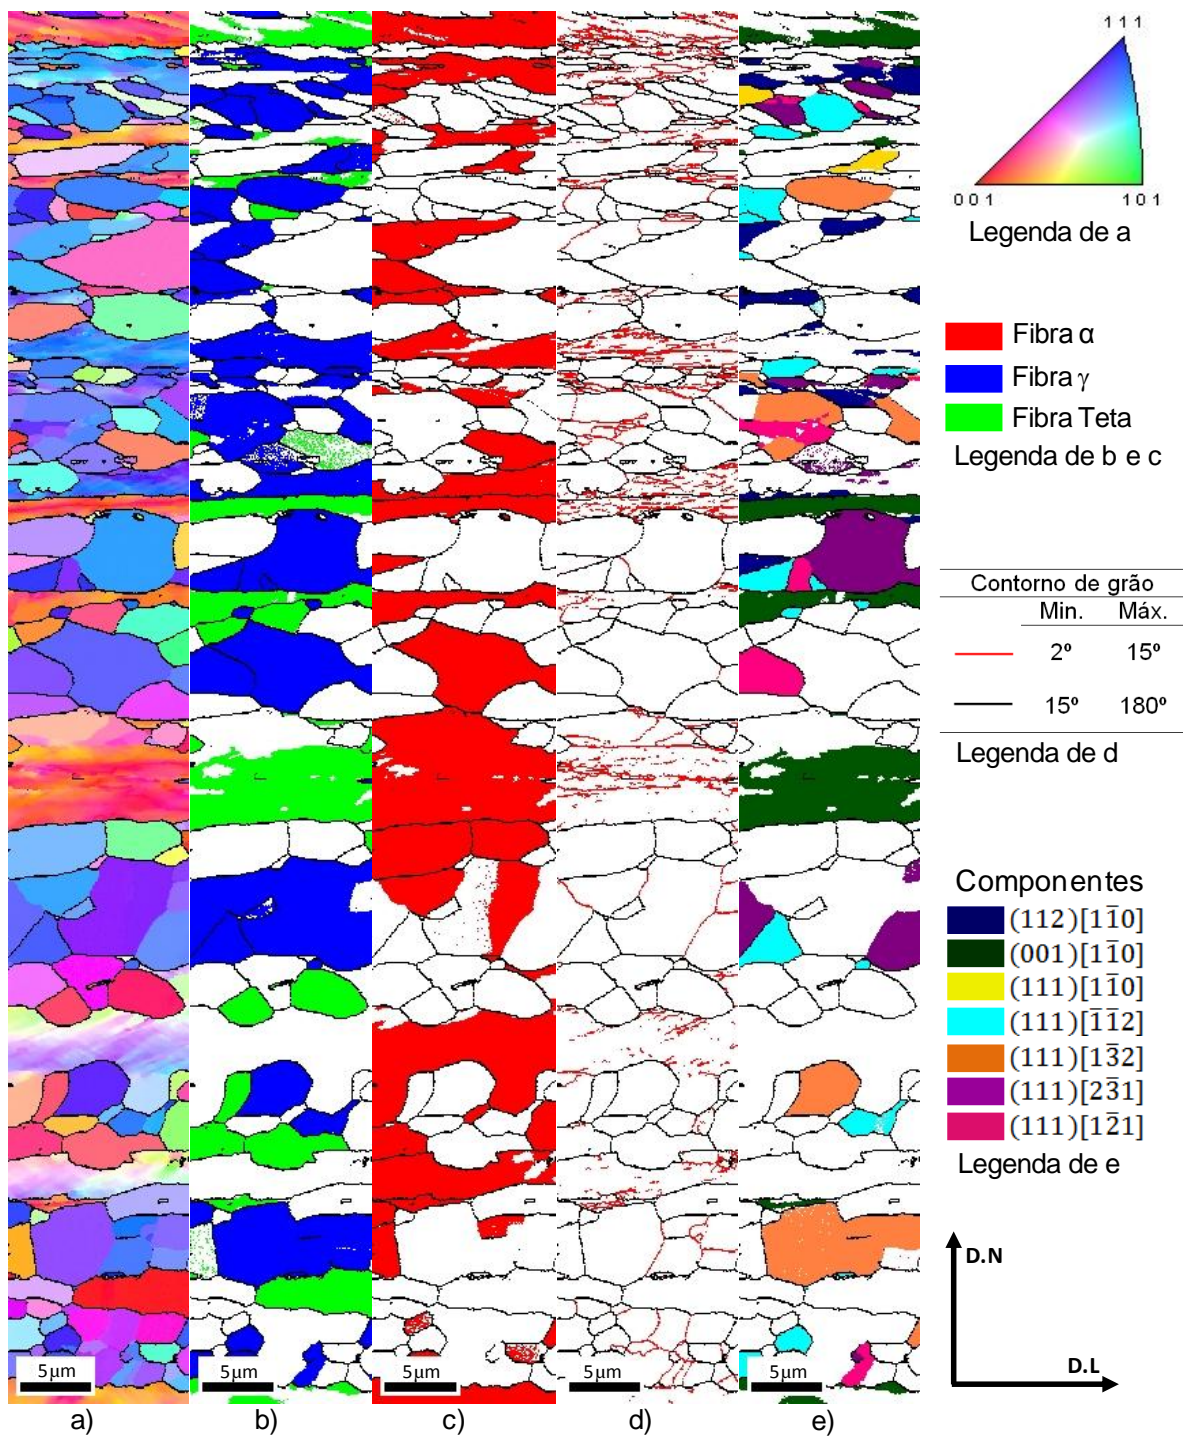 1 1 1
0 0 1
1 0 1
Legenda de a
Fibra α
Fibra γ
Fibra Teta
Legenda de b e c
Contorno de grão
Min. Máx.
2º 15º
15º 180º
Legenda de d
Componentes
(112)[11̅0]
(001)[11̅0]
(111)[11̅0]
(111)[1̅1̅2]
(111)[13̅2]
(111)[23̅1]
(111)[12̅1]
Legenda de e
D.N
D.L
5µm 5µm 5µm 5µm 5µm
a) b) c) d) e)